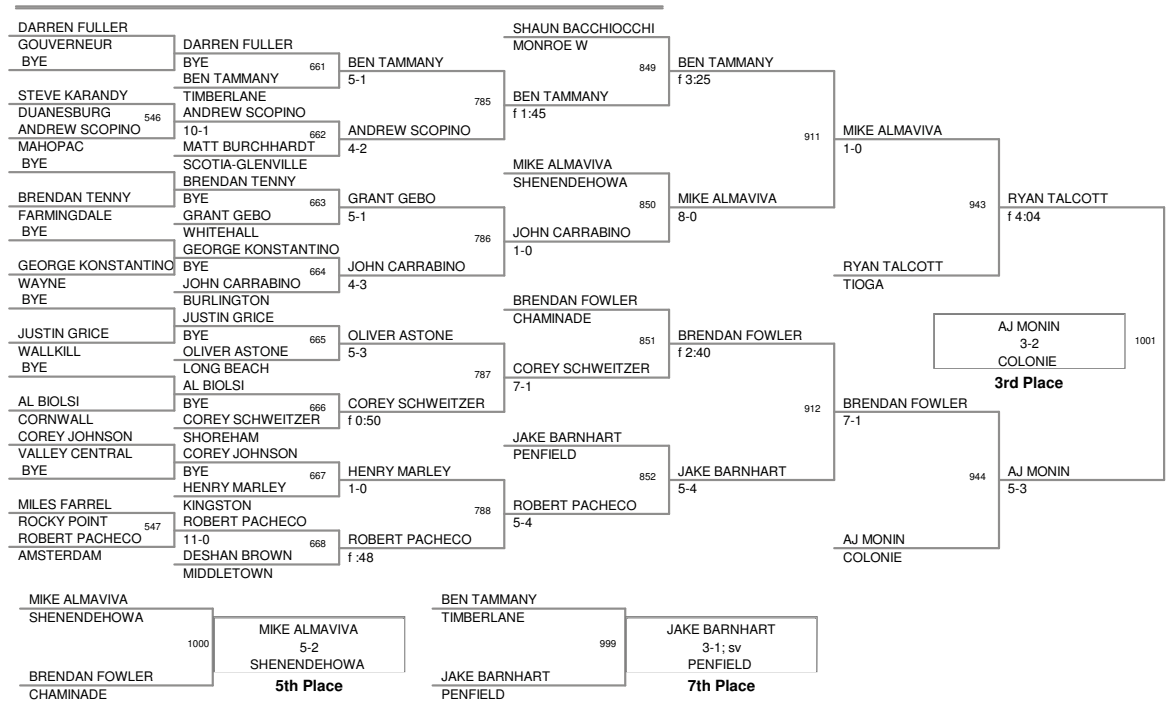 DARREN FULLER
GOUVERNEUR
BYE
STEVE KARANDY
DUANESBURG
546
ANDREW SCOPINO
MAHOPAC
BYE
BRENDAN TENNY
FARMINGDALE
BYE
GEORGE KONSTANTINO
WAYNE
BYE
JUSTIN GRICE
WALLKILL
BYE
AL BIOLSI
CORNWALL
COREY JOHNSON
VALLEY CENTRAL
BYE
MILES FARREL
ROCKY POINT
547
ROBERT PACHECO
AMSTERDAM
DARREN FULLER
BYE
661
BEN TAMMANY
TIMBERLANE
ANDREW SCOPINO
10-1
662
MATT BURCHHARDT
SCOTIA-GLENVILLE
BRENDAN TENNY
BYE
663
GRANT GEBO
WHITEHALL
GEORGE KONSTANTINO
BYE
664
JOHN CARRABINO
BURLINGTON
JUSTIN GRICE
BYE
665
OLIVER ASTONE
LONG BEACH
AL BIOLSI
BYE
666
COREY SCHWEITZER
SHOREHAM
COREY JOHNSON
BYE
667
HENRY MARLEY
KINGSTON
ROBERT PACHECO
11-0
668
DESHAN BROWN
MIDDLETOWN
BEN TAMMANY
5-1
785
ANDREW SCOPINO
4-2
GRANT GEBO
5-1
786
JOHN CARRABINO
4-3
OLIVER ASTONE
5-3
787
COREY SCHWEITZER
f 0:50
HENRY MARLEY
1-0
788
ROBERT PACHECO
f :48
SHAUN BACCHIOCCHI
MONROE W
849
BEN TAMMANY
f 1:45
MIKE ALMAVIVA
SHENENDEHOWA
850
JOHN CARRABINO
1-0
BRENDAN FOWLER
CHAMINADE
851
COREY SCHWEITZER
7-1
JAKE BARNHART
PENFIELD
852
ROBERT PACHECO
5-4
BEN TAMMANY
f 3:25
911
MIKE ALMAVIVA
8-0
BRENDAN FOWLER
f 2:40
912
JAKE BARNHART
5-4
MIKE ALMAVIVA
1-0
943
RYAN TALCOTT
TIOGA
BRENDAN FOWLER
7-1
944
AJ MONIN
COLONIE
RYAN TALCOTT
f 4:04
AJ MONIN
3-2
COLONIE
1001
3rd Place
AJ MONIN
5-3
MIKE ALMAVIVA
SHENENDEHOWA
1000
BRENDAN FOWLER
CHAMINADE
MIKE ALMAVIVA
5-2
SHENENDEHOWA
5th Place
BEN TAMMANY
TIMBERLANE
999
JAKE BARNHART
PENFIELD
JAKE BARNHART
3-1; sv
PENFIELD
7th Place